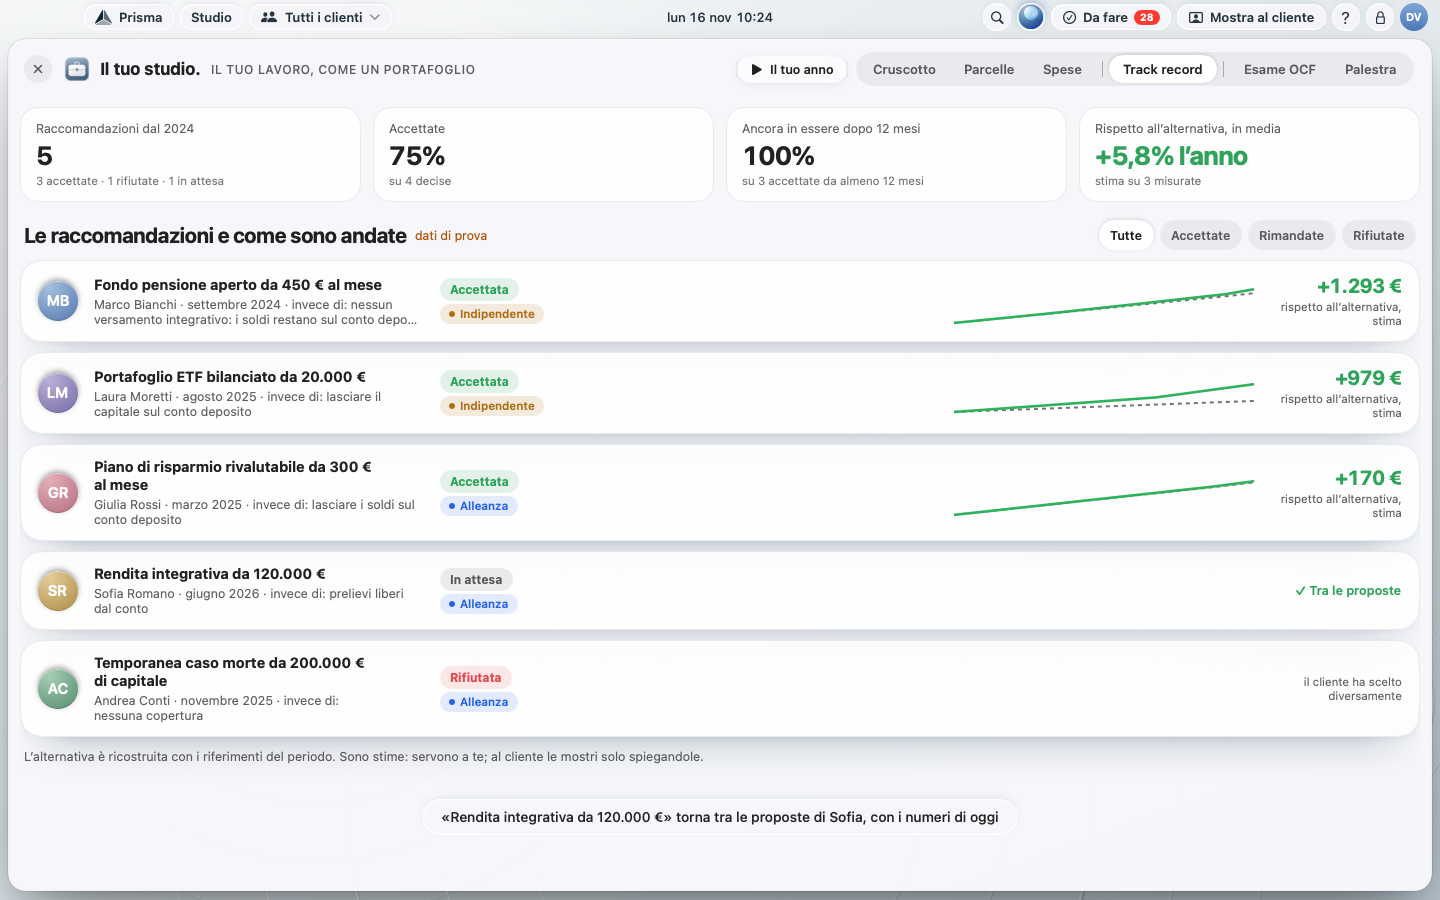 Prisma
Studio
Tutti i clienti
lun 16 nov 10:24
Da fare 28
Mostra al cliente
?
DV
Il tuo studio. IL TUO LAVORO, COME UN PORTAFOGLIO
Il tuo anno
Cruscotto
Parcelle
Spese
Track record
Esame OCF
Palestra
Raccomandazioni dal 2024
5
3 accettate · 1 rifiutate · 1 in attesa
Accettate
75%
su 4 decise
Ancora in essere dopo 12 mesi
100%
su 3 accettate da almeno 12 mesi
Rispetto all’alternativa, in media
+5,8% l’anno
stima su 3 misurate
Le raccomandazioni e come sono andate dati di prova
Tutte
Accettate
Rimandate
Rifiutate
MB
Fondo pensione aperto da 450 € al mese
Marco Bianchi · settembre 2024 · invece di: nessun
versamento integrativo: i soldi restano sul conto depo...
Accettata
Indipendente
+1.293 €
rispetto all’alternativa,
stima
LM
Portafoglio ETF bilanciato da 20.000 €
Laura Moretti · agosto 2025 · invece di: lasciare il
capitale sul conto deposito
Accettata
Indipendente
+979 €
rispetto all’alternativa,
stima
GR
Piano di risparmio rivalutabile da 300 €
al mese
Giulia Rossi · marzo 2025 · invece di: lasciare i soldi sul
conto deposito
Accettata
Alleanza
+170 €
rispetto all’alternativa,
stima
SR
Rendita integrativa da 120.000 €
Sofia Romano · giugno 2026 · invece di: prelievi liberi
dal conto
In attesa
Alleanza
✓ Tra le proposte
AC
Temporanea caso morte da 200.000 €
di capitale
Andrea Conti · novembre 2025 · invece di:
nessuna copertura
Rifiutata
Alleanza
il cliente ha scelto
diversamente
L’alternativa è ricostruita con i riferimenti del periodo. Sono stime: servono a te; al cliente le mostri solo spiegandole.
«Rendita integrativa da 120.000 €» torna tra le proposte di Sofia, con i numeri di oggi